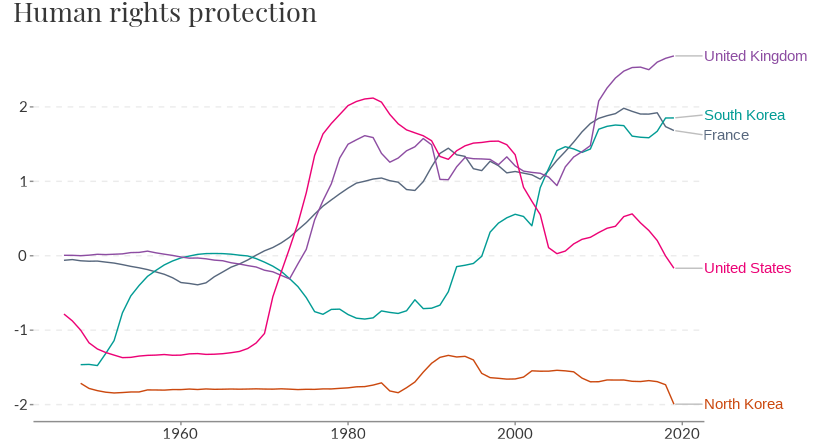 Human rights protection
United Kingdom
2
South Korea
France
1
0
United States
-1
-2
North Korea
1960 1980 2000 2020